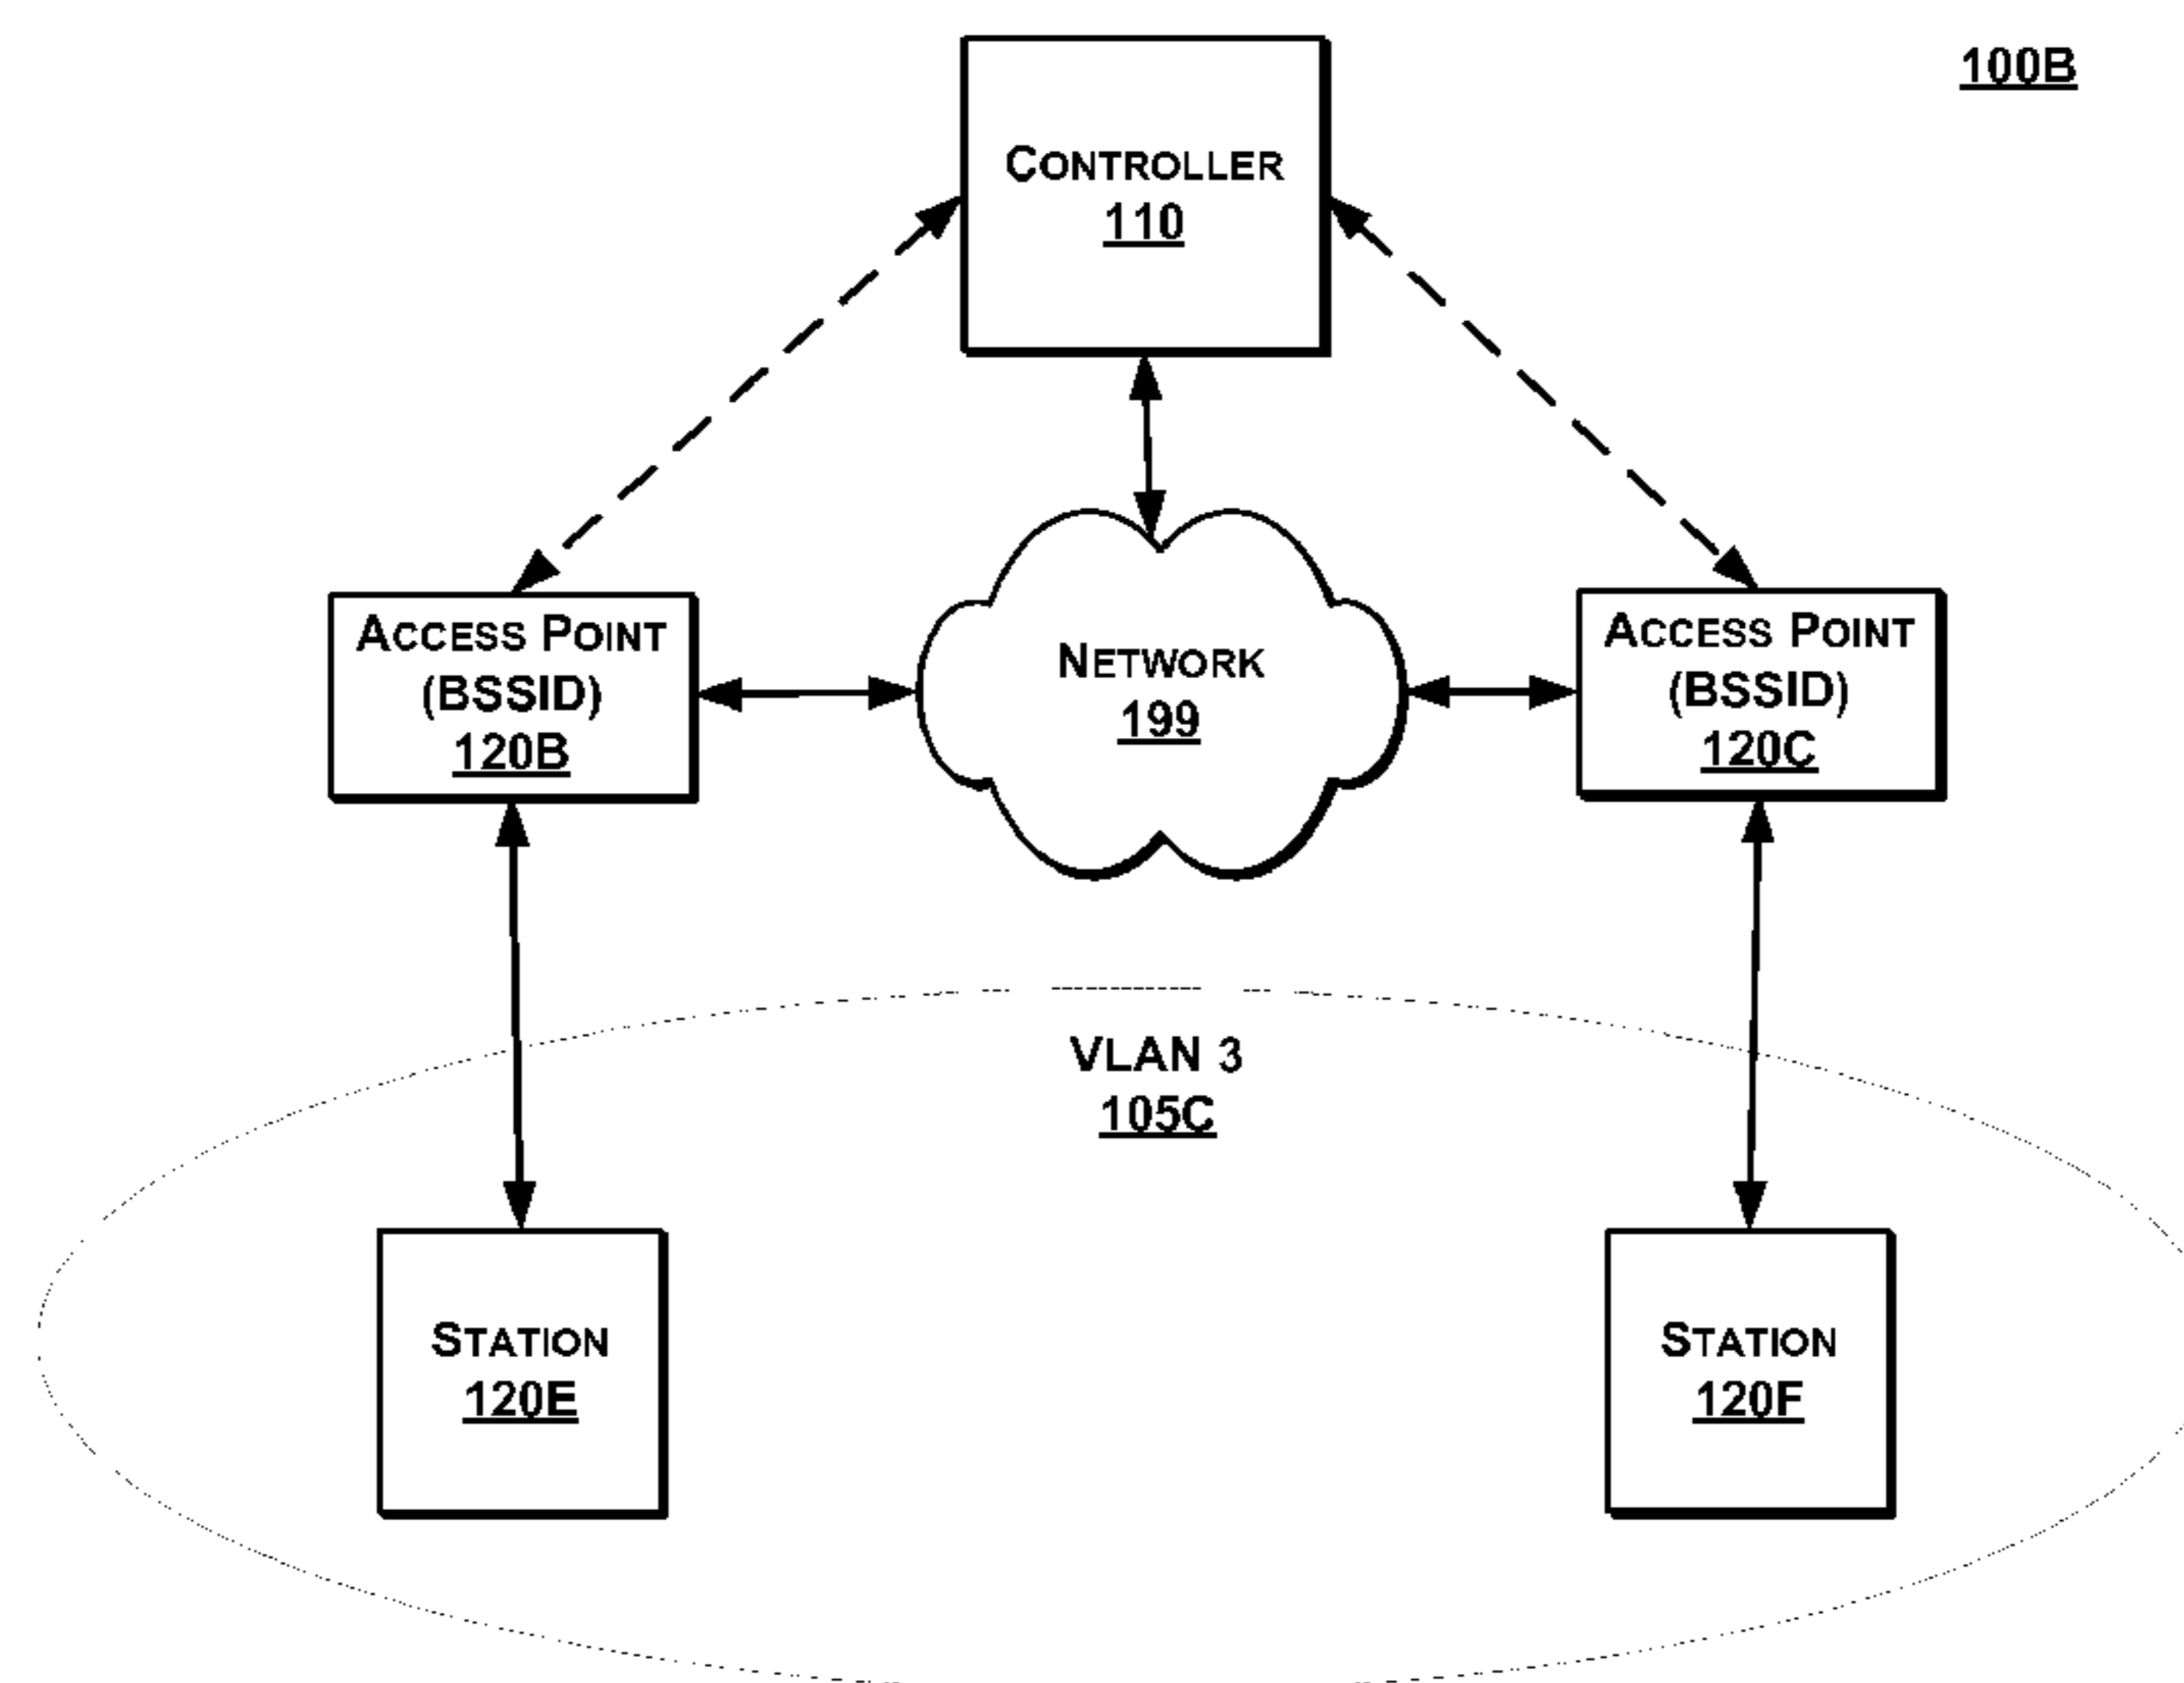 100B
CONTROLLER
110
ACCESS POINT
(BSSID)
120B
NETWORK
199
ACCESS POINT
(BSSID)
120C
VLAN 3
105C
STATION
120E
STATION
120F